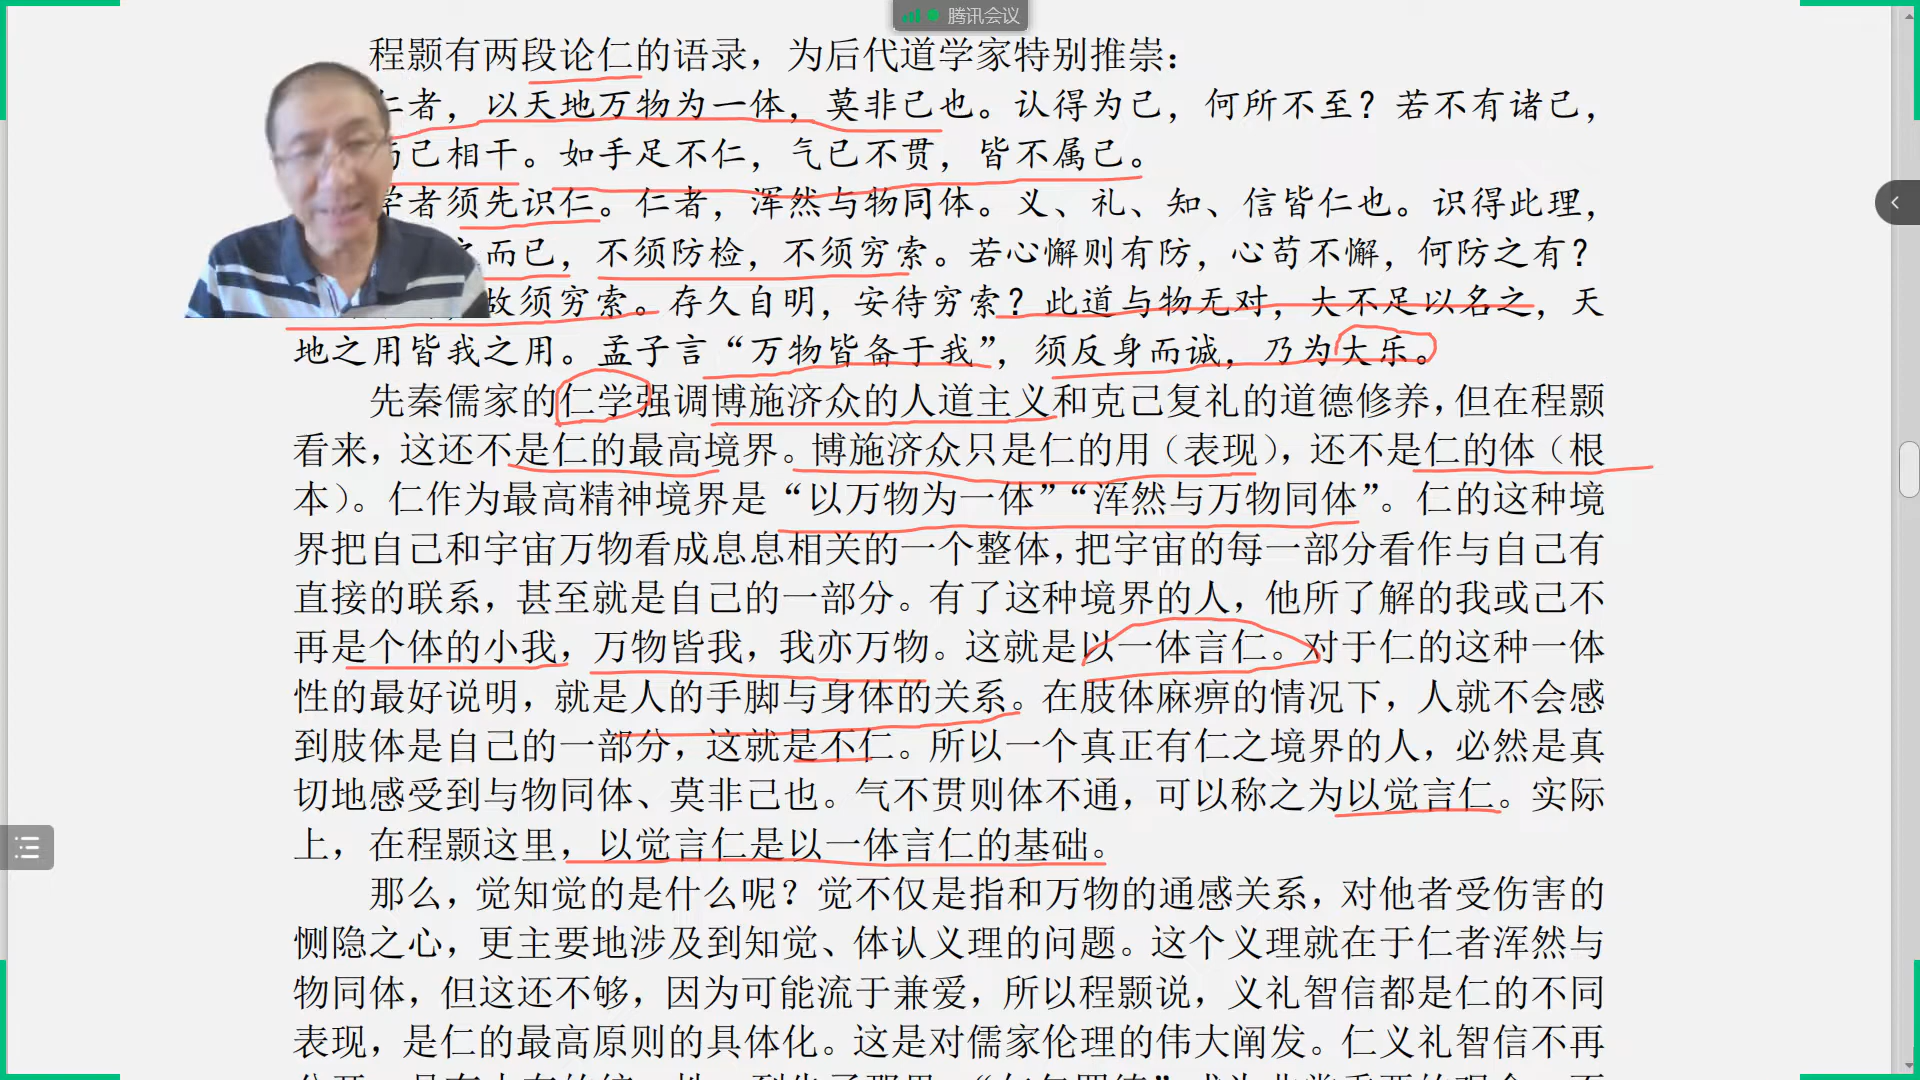 腾讯会议
程颢有两段论仁的语录，为后代道学家特别推崇：
仁者，以天地万物为一体，莫非己也。认得为己，何所不至？若不有诸己，
与己相干。如手足不仁，气已不贯，皆不属己。
学者须先识仁。仁者，浑然与物同体。义、礼、知、信皆仁也。识得此理，
而已，不须防检，不须穷索。若心懈则有防，心苟不懈，何防之有？
故须穷索。存久自明，安待穷索？此道与物无对，大不足以名之，天
地之用皆我之用。孟子言“万物皆备于我”，须反身而诚，乃为大乐。
先秦儒家的仁学强调博施济众的人道主义和克己复礼的道德修养，但在程颢
看来，这还不是仁的最高境界。博施济众只是仁的用（表现），还不是仁的体（根
本）。仁作为最高精神境界是“以万物为一体”“浑然与万物同体”。仁的这种境
界把自己和宇宙万物看成息息相关的一个整体，把宇宙的每一部分看作与自己有
直接的联系，甚至就是自己的一部分。有了这种境界的人，他所了解的我或己不
再是个体的小我，万物皆我，我亦万物。这就是以一体言仁。对于仁的这种一体
性的最好说明，就是人的手脚与身体的关系。在肢体麻痹的情况下，人就不会感
到肢体是自己的一部分，这就是不仁。所以一个真正有仁之境界的人，必然是真
切地感受到与物同体、莫非己也。气不贯则体不通，可以称之为以觉言仁。实际
上，在程颢这里，以觉言仁是以一体言仁的基础。
那么，觉知觉的是什么呢？觉不仅是指和万物的通感关系，对他者受伤害的
恻隐之心，更主要地涉及到知觉、体认义理的问题。这个义理就在于仁者浑然与
物同体，但这还不够，因为可能流于兼爱，所以程颢说，义礼智信都是仁的不同
表现，是仁的最高原则的具体化。这是对儒家伦理的伟大阐发。仁义礼智信不再